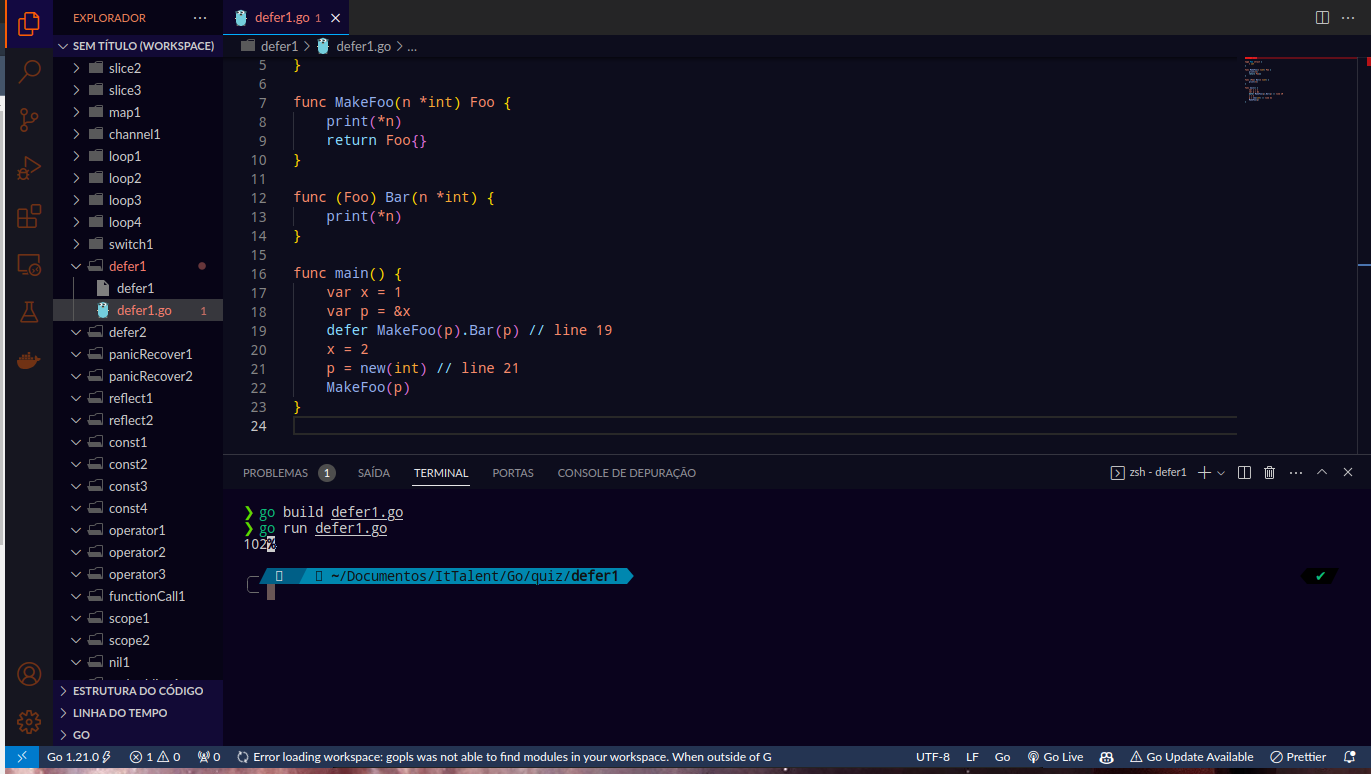 EXPLORADOR ···
SEM TÍTULO (WORKSPACE)
slice2
slice3
map1
channel1
loop1
loop2
loop3
loop4
switch1
defer1
defer1
defer1.go 1
defer2
panicRecover1
panicRecover2
reflect1
reflect2
const1
const2
const3
const4
operator1
operator2
operator3
functionCall1
scope1
scope2
nil1
ESTRUTURA DO CÓDIGO
LINHA DO TEMPO
GO
defer1.go 1
defer1 > defer1.go > ...
5 }
6
7 func MakeFoo(n *int) Foo {
8 print(*n)
9 return Foo{}
10 }
11
12 func (Foo) Bar(n *int) {
13 print(*n)
14 }
15
16 func main() {
17 var x = 1
18 var p = &x
19 defer MakeFoo(p).Bar(p) // line 19
20 x = 2
21 p = new(int) // line 21
22 MakeFoo(p)
23 }
24
PROBLEMAS 1 SAÍDA TERMINAL PORTAS CONSOLE DE DEPURAÇÃO
zsh - defer1
❯ go build defer1.go
❯ go run defer1.go
102%
~/Documentos/ItTalent/Go/quiz/defer1
Go 1.21.0 1 0 0 Error loading workspace: gopls was not able to find modules in your workspace. When outside of G UTF-8 LF Go Go Live Go Update Available Prettier